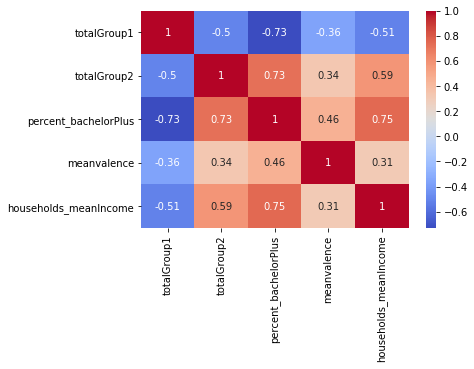 totalGroup1 1 -0.5 -0.73 -0.36 -0.51
totalGroup2 -0.5 1 0.73 0.34 0.59
percent_bachelorPlus -0.73 0.73 1 0.46 0.75
meanvalence -0.36 0.34 0.46 1 0.31
households_meanIncome -0.51 0.59 0.75 0.31 1
totalGroup1
totalGroup2
percent_bachelorPlus
meanvalence
households_meanIncome
1.0
0.8
0.6
0.4
0.2
0.0
-0.2
-0.4
-0.6